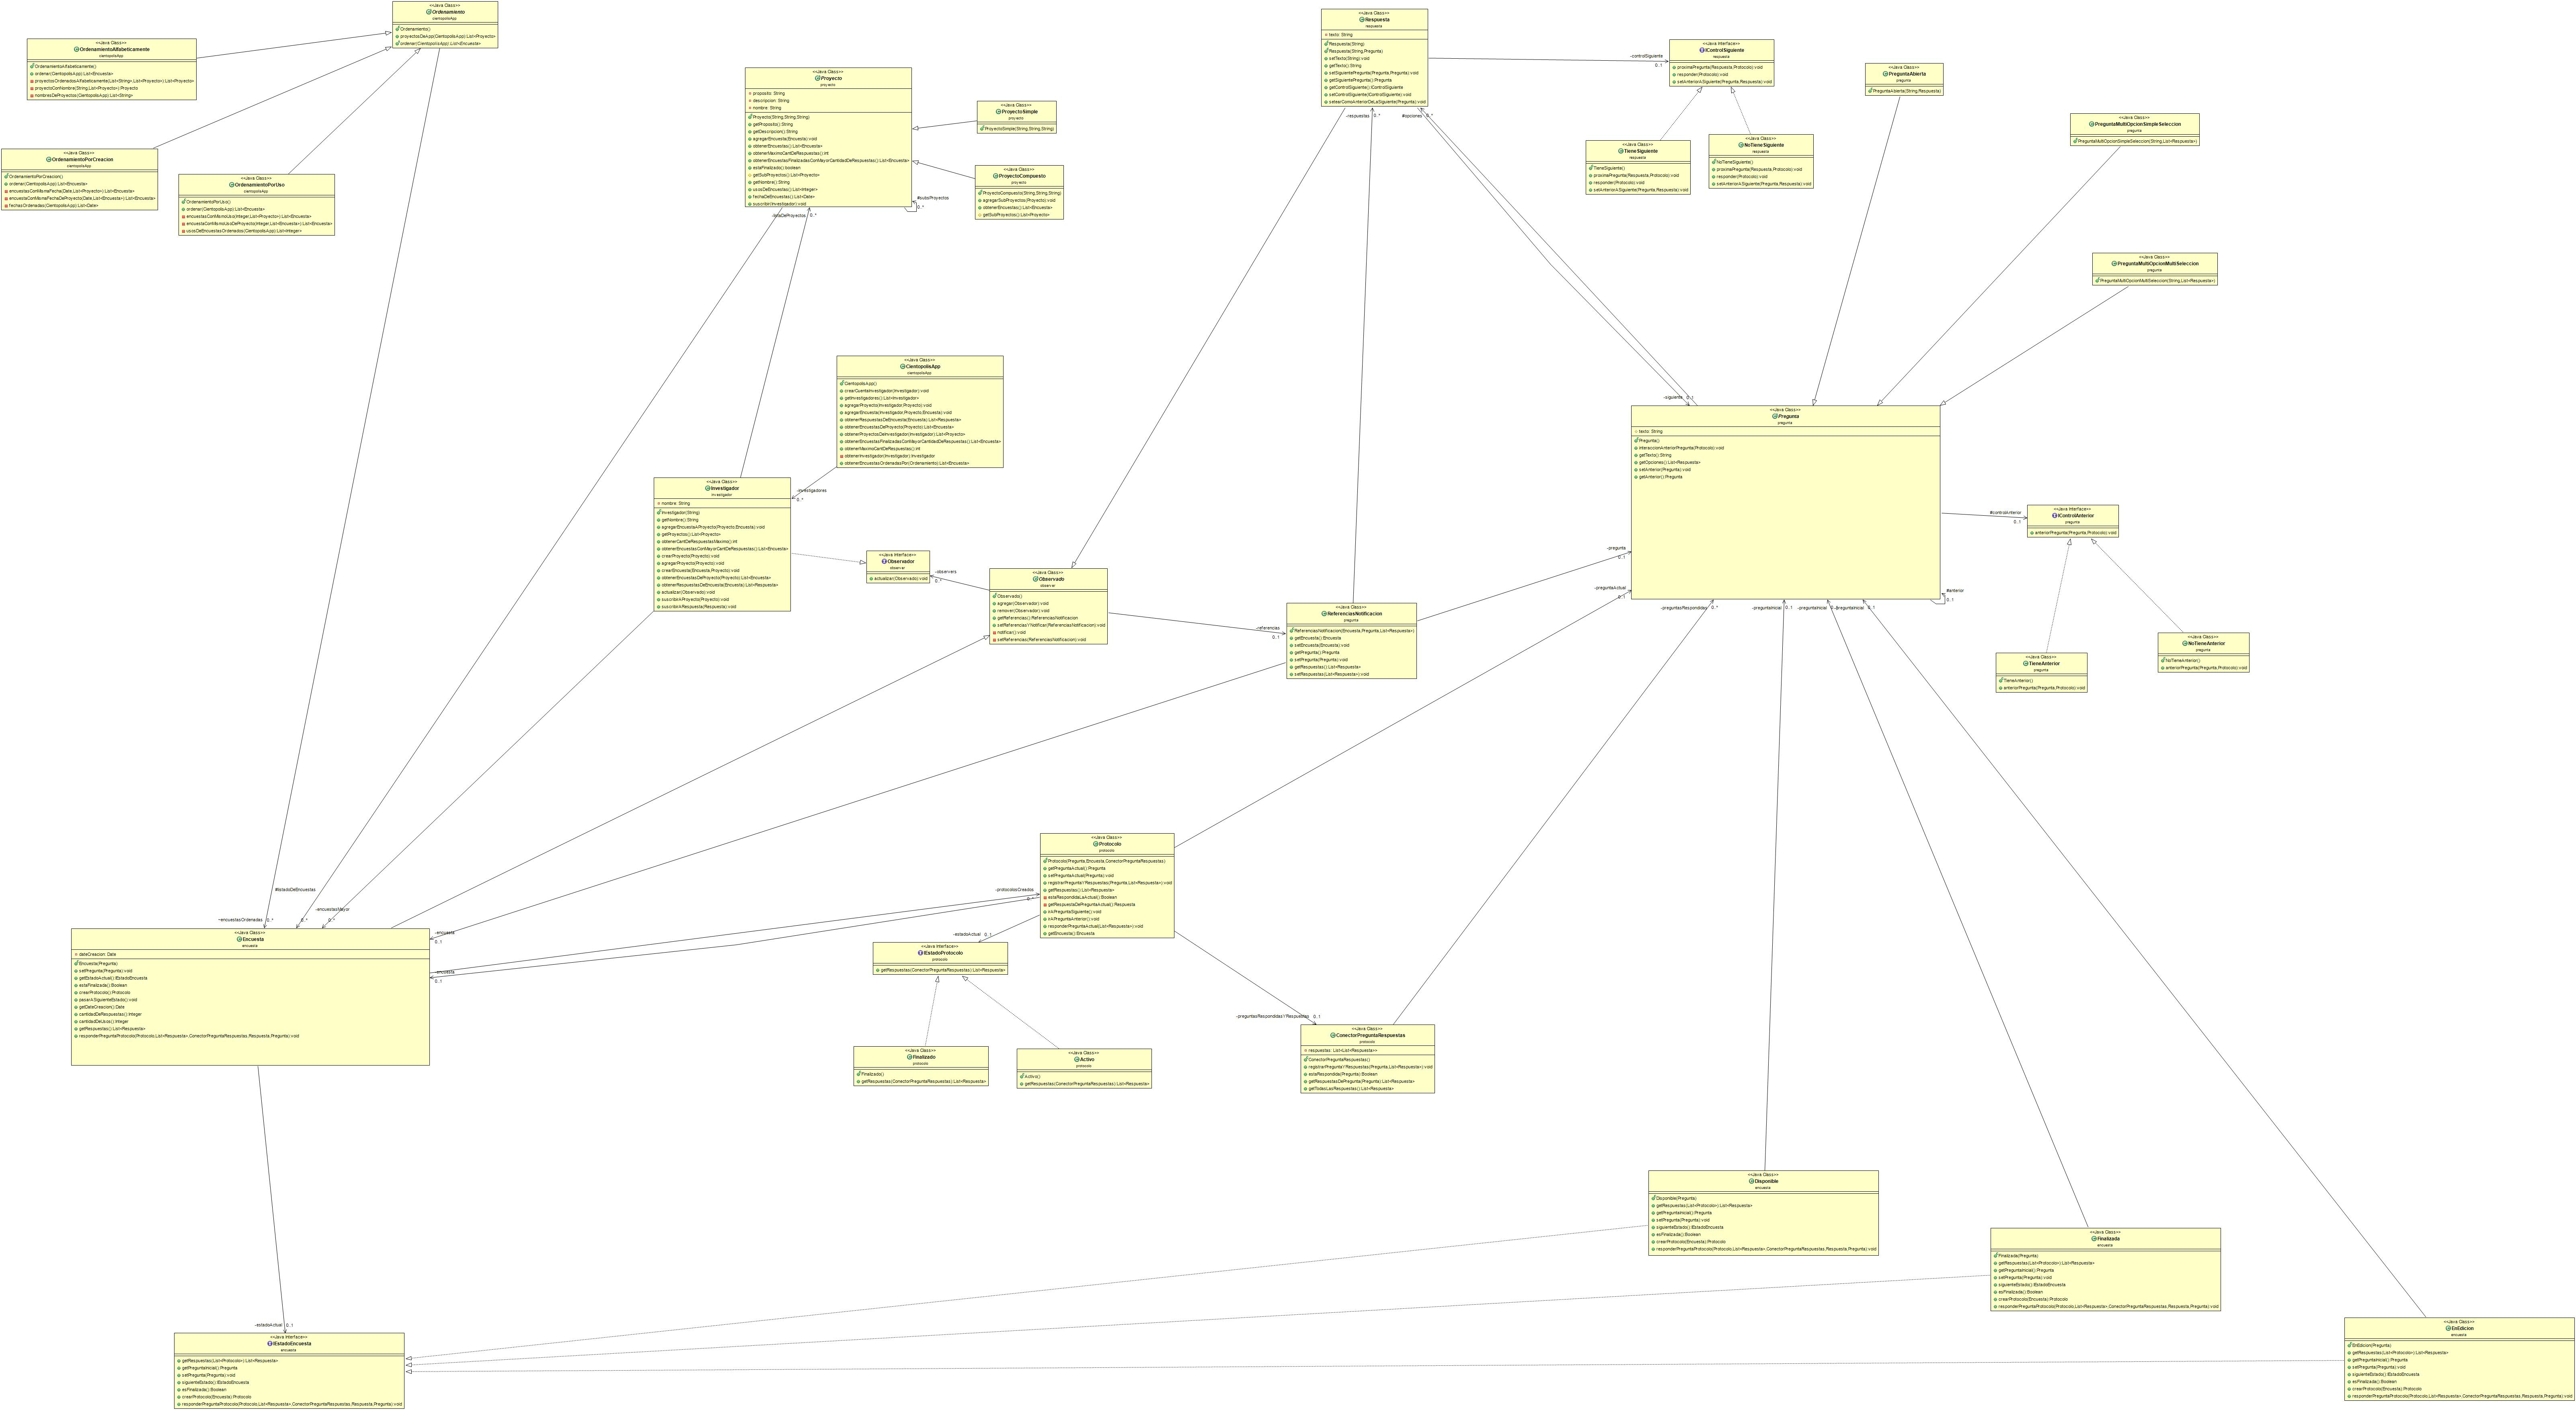 <<Java Class>>
Ordenamiento
cientopolisApp
Ordenamiento()
proyectosDeApp(CientopolisApp):List<Proyecto>
ordenar(CientopolisApp):List<Encuesta>
<<Java Class>>
OrdenamientoAlfabeticamente
cientopolisApp
OrdenamientoAlfabeticamente()
ordenar(CientopolisApp):List<Encuesta>
proyectosOrdenadosAlfabeticamente(List<String>,List<Proyecto>):List<Proyecto>
proyectoConNombre(String,List<Proyecto>):Proyecto
nombresDeProyectos(CientopolisApp):List<String>
<<Java Class>>
OrdenamientoPorCreacion
cientopolisApp
OrdenamientoPorCreacion()
ordenar(CientopolisApp):List<Encuesta>
encuestasConMismaFecha(Date,List<Proyecto>):List<Encuesta>
encuestaConMismaFechaDeProyecto(Date,List<Encuesta>):List<Encuesta>
fechasOrdenadas(CientopolisApp):List<Date>
<<Java Class>>
OrdenamientoPorUso
cientopolisApp
OrdenamientoPorUso()
ordenar(CientopolisApp):List<Encuesta>
encuestasConMismoUso(Integer,List<Proyecto>):List<Encuesta>
encuestaConMismoUsoDeProyecto(Integer,List<Encuesta>):List<Encuesta>
usosDeEncuestasOrdenados(CientopolisApp):List<Integer>
<<Java Class>>
Proyecto
proyecto
proposito: String
descripcion: String
nombre: String
Proyecto(String,String,String)
getProposito():String
getDescripcion():String
agregarEncuesta(Encuesta):void
obtenerEncuestas():List<Encuesta>
obtenerMaximoCantDeRespuestas():int
obtenerEncuestasFinalizadasConMayorCantidadDeRespuestas():List<Encuesta>
estaFinalizada():boolean
getSubProyectos():List<Proyecto>
getNombre():String
usosDeEncuestas():List<Integer>
fechaDeEncuestas():List<Date>
suscribir(Investigador):void
<<Java Class>>
ProyectoSimple
proyecto
ProyectoSimple(String,String,String)
<<Java Class>>
ProyectoCompuesto
proyecto
ProyectoCompuesto(String,String,String)
agregarSubProyectos(Proyecto):void
obtenerEncuestas():List<Encuesta>
getSubProyectos():List<Proyecto>
#subsProyectos
0..*
0..*
<<Java Class>>
Respuesta
respuesta
texto: String
Respuesta(String)
Respuesta(String,Pregunta)
setTexto(String):void
getTexto():String
setSiguientePregunta(Pregunta,Pregunta):void
getSiguientePregunta():Pregunta
getControlSiguiente():IControlSiguiente
setControlSiguiente(IControlSiguiente):void
setearComoAnteriorDeLaSiguiente(Pregunta):void
-controlSiguiente
0..1
-respuestas
0..*
#opciones
0..*
<<Java Interface>>
IControlSiguiente
respuesta
proximaPregunta(Respuesta,Protocolo):void
responder(Protocolo):void
setAnteriorASiguiente(Pregunta,Respuesta):void
<<Java Class>>
TieneSiguiente
respuesta
TieneSiguiente()
proximaPregunta(Respuesta,Protocolo):void
responder(Protocolo):void
setAnteriorASiguiente(Pregunta,Respuesta):void
<<Java Class>>
NoTieneSiguiente
respuesta
NoTieneSiguiente()
proximaPregunta(Respuesta,Protocolo):void
responder(Protocolo):void
setAnteriorASiguiente(Pregunta,Respuesta):void
<<Java Class>>
PreguntaAbierta
pregunta
PreguntaAbierta(String,Respuesta)
<<Java Class>>
PreguntaMultiOpcionSimpleSeleccion
pregunta
PreguntaMultiOpcionSimpleSeleccion(String,List<Respuesta>)
<<Java Class>>
PreguntaMultiOpcionMultiSeleccion
pregunta
PreguntaMultiOpcionMultiSeleccion(String,List<Respuesta>)
<<Java Class>>
CientopolisApp
cientopolisApp
CientopolisApp()
crearCuentaInvestigador(Investigador):void
getInvestigadores():List<Investigador>
agregarProyecto(Investigador,Proyecto):void
agregarEncuesta(Investigador,Proyecto,Encuesta):void
obtenerRespuestasDeEncuesta(Encuesta):List<Respuesta>
obtenerEncuestasDeProyecto(Proyecto):List<Encuesta>
obtenerProyectosDeInvestigador(Investigador):List<Proyecto>
obtenerEncuestasFinalizadasConMayorCantidadDeRespuestas():List<Encuesta>
obtenerMaximoCantDeRespuestas():int
obtenerInvestigador(Investigador):Investigador
obtenerEncuestasOrdenadasPor(Ordenamiento):List<Encuesta>
-investigadores
0..*
<<Java Class>>
Investigador
investigador
nombre: String
Investigador(String)
getNombre():String
agregarEncuestaAProyecto(Proyecto,Encuesta):void
getProyectos():List<Proyecto>
obtenerCantDeRespuestasMaximo():int
obtenerEncuestasConMayorCantDeRespuestas():List<Encuesta>
crearProyecto(Proyecto):void
agregarProyecto(Proyecto):void
crearEncuesta(Encuesta,Proyecto):void
obtenerEncuestasDeProyecto(Proyecto):List<Encuesta>
obtenerRespuestasDeEncuesta(Encuesta):List<Respuesta>
actualizar(Observado):void
suscribirAProyecto(Proyecto):void
suscribirARespuesta(Respuesta):void
<<Java Interface>>
Observador
observer
actualizar(Observado):void
-observers
0..*
<<Java Class>>
Observado
observer
Observado()
agregar(Observador):void
remover(Observador):void
getReferencias():ReferenciasNotificacion
setReferenciasYNotificar(ReferenciasNotificacion):void
notificar():void
setReferencias(ReferenciasNotificacion):void
-referencias
0..1
<<Java Class>>
ReferenciasNotificacion
pregunta
ReferenciasNotificacion(Encuesta,Pregunta,List<Respuesta>)
getEncuesta():Encuesta
setEncuesta(Encuesta):void
getPregunta():Pregunta
setPregunta(Pregunta):void
getRespuestas():List<Respuesta>
setRespuestas(List<Respuesta>):void
-siguiente
0..1
<<Java Class>>
Pregunta
pregunta
texto: String
Pregunta()
interaccionAnteriorPregunta(Protocolo):void
getTexto():String
getOpciones():List<Respuesta>
setAnterior(Pregunta):void
getAnterior():Pregunta
-pregunta
0..1
-preguntaActual
0..1
#anterior
0..1
-preguntasRespondidas
0..*
-preguntaInicial
0..1
-preguntaInicial
-preguntaInicial
0..1
#controlAnterior
0..1
<<Java Interface>>
IControlAnterior
pregunta
anteriorPregunta(Pregunta,Protocolo):void
<<Java Class>>
TieneAnterior
pregunta
TieneAnterior()
anteriorPregunta(Pregunta,Protocolo):void
<<Java Class>>
NoTieneAnterior
pregunta
NoTieneAnterior()
anteriorPregunta(Pregunta,Protocolo):void
<<Java Class>>
Protocolo
protocolo
Protocolo(Pregunta,Encuesta,ConectorPreguntaRespuestas)
getPreguntaActual():Pregunta
setPreguntaActual(Pregunta):void
registrarPreguntaYRespuestas(Pregunta,List<Respuesta>):void
getRespuestas():List<Respuesta>
estaRespondidaLaActual():Boolean
getRespuestaDePreguntaActual():Respuesta
irAPreguntaSiguiente():void
irAPreguntaAnterior():void
responderPreguntaActual(List<Respuesta>):void
getEncuesta():Encuesta
-protocolosCreados
0..*
-estadoActual
0..1
<<Java Interface>>
IEstadoProtocolo
protocolo
getRespuestas(ConectorPreguntaRespuestas):List<Respuesta>
<<Java Class>>
Finalizado
protocolo
Finalizado()
getRespuestas(ConectorPreguntaRespuestas):List<Respuesta>
<<Java Class>>
Activo
protocolo
Activo()
getRespuestas(ConectorPreguntaRespuestas):List<Respuesta>
-preguntasRespondidasYRespuestas
0..1
<<Java Class>>
ConectorPreguntaRespuestas
protocolo
respuestas: List<List<Respuesta>>
ConectorPreguntaRespuestas()
registrarPreguntaYRespuestas(Pregunta,List<Respuesta>):void
estaRespondida(Pregunta):Boolean
getRespuestasDePregunta(Pregunta):List<Respuesta>
getTodasLasRespuestas():List<Respuesta>
#listadoDeEncuestas
-encuestasMayor
~encuestasOrdenadas
0..*
0..*
0..*
<<Java Class>>
Encuesta
encuesta
dateCreacion: Date
Encuesta(Pregunta)
setPregunta(Pregunta):void
getEstadoActual():IEstadoEncuesta
estaFinalizada():Boolean
crearProtocolo():Protocolo
pasarASiguienteEstado():void
getDateCreacion():Date
cantidadDeRespuestas():Integer
cantidadDeUsos():Integer
getRespuestas():List<Respuesta>
responderPreguntaProtocolo(Protocolo,List<Respuesta>,ConectorPreguntaRespuestas,Respuesta,Pregunta):void
-encuesta
0..1
-encuesta
0..1
-estadoActual
0..1
<<Java Interface>>
IEstadoEncuesta
encuesta
getRespuestas(List<Protocolo>):List<Respuesta>
getPreguntaInicial():Pregunta
setPregunta(Pregunta):void
siguienteEstado():IEstadoEncuesta
esFinalizada():Boolean
crearProtocolo(Encuesta):Protocolo
responderPreguntaProtocolo(Protocolo,List<Respuesta>,ConectorPreguntaRespuestas,Respuesta,Pregunta):void
<<Java Class>>
Disponible
encuesta
Disponible(Pregunta)
getRespuestas(List<Protocolo>):List<Respuesta>
getPreguntaInicial():Pregunta
setPregunta(Pregunta):void
siguienteEstado():IEstadoEncuesta
esFinalizada():Boolean
crearProtocolo(Encuesta):Protocolo
responderPreguntaProtocolo(Protocolo,List<Respuesta>,ConectorPreguntaRespuestas,Respuesta,Pregunta):void
<<Java Class>>
Finalizada
encuesta
Finalizada(Pregunta)
getRespuestas(List<Protocolo>):List<Respuesta>
getPreguntaInicial():Pregunta
setPregunta(Pregunta):void
siguienteEstado():IEstadoEncuesta
esFinalizada():Boolean
crearProtocolo(Encuesta):Protocolo
responderPreguntaProtocolo(Protocolo,List<Respuesta>,ConectorPreguntaRespuestas,Respuesta,Pregunta):void
<<Java Class>>
EnEdicion
encuesta
EnEdicion(Pregunta)
getRespuestas(List<Protocolo>):List<Respuesta>
getPreguntaInicial():Pregunta
setPregunta(Pregunta):void
siguienteEstado():IEstadoEncuesta
esFinalizada():Boolean
crearProtocolo(Encuesta):Protocolo
responderPreguntaProtocolo(Protocolo,List<Respuesta>,ConectorPreguntaRespuestas,Respuesta,Pregunta):void